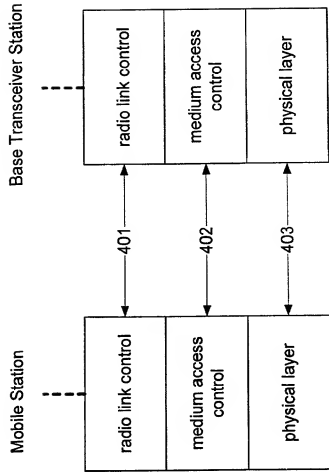 Mobile Station
Base Transceiver Station
radio link control
401
radio link control
medium access
control
402
medium access
control
physical layer
403
physical layer